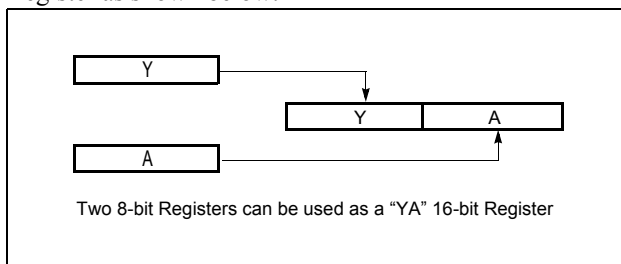 Y
Y A
A
Two 8-bit Registers can be used as a “YA” 16-bit Register